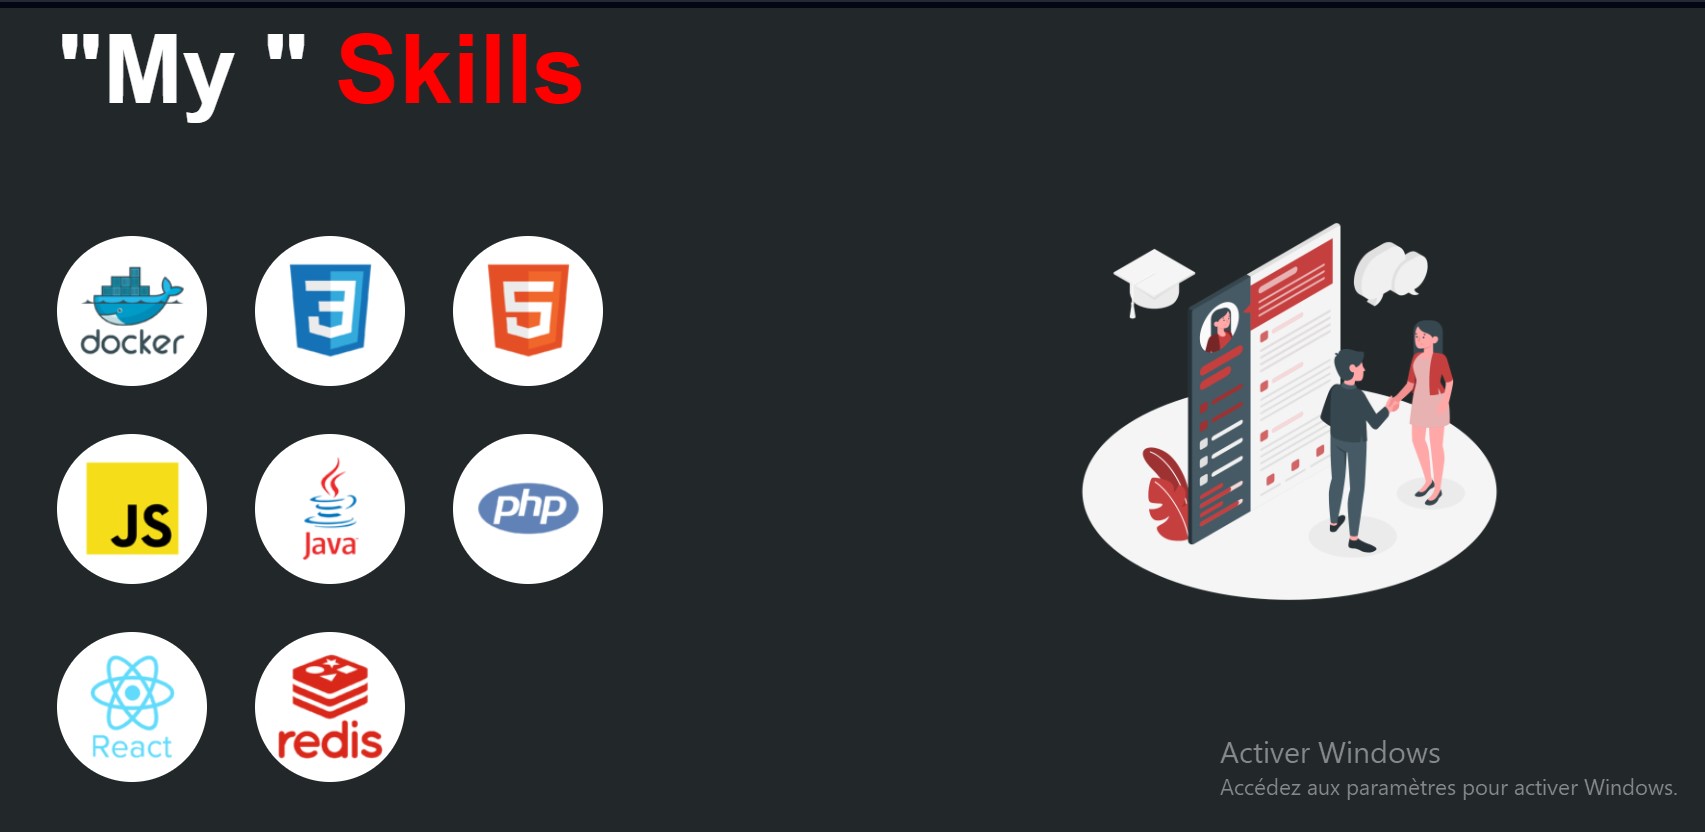 "My " Skills
docker
3
5
JS
Java
php
React
redis
Activer Windows
Accédez aux paramètres pour activer Windows.